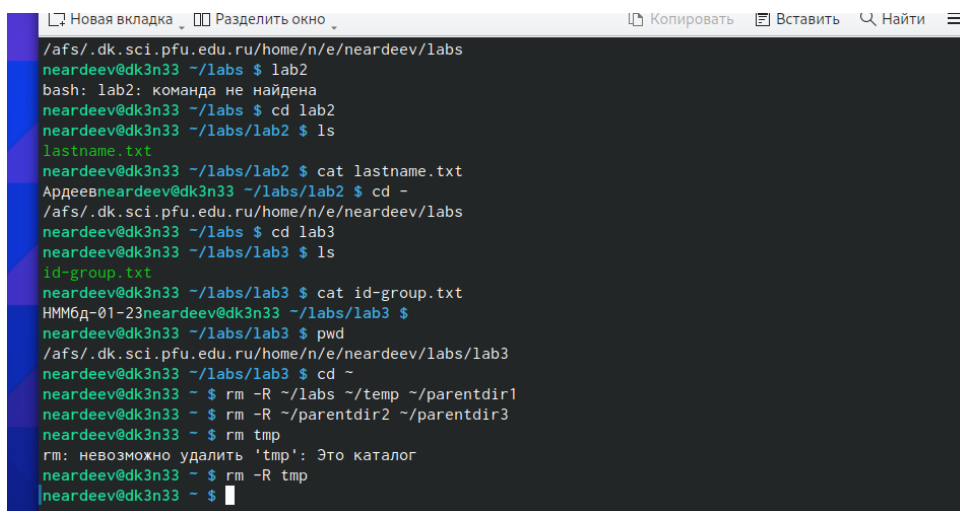 Новая вкладка Разделить окно Копировать Вставить Найти
/afs/.dk.sci.pfu.edu.ru/home/n/e/neardeev/labs
neardeev@dk3n33 ~/labs $ lab2
bash: lab2: команда не найдена
neardeev@dk3n33 ~/labs $ cd lab2
neardeev@dk3n33 ~/labs/lab2 $ ls
lastname.txt
neardeev@dk3n33 ~/labs/lab2 $ cat lastname.txt
Ардеевneardeev@dk3n33 ~/labs/lab2 $ cd -
/afs/.dk.sci.pfu.edu.ru/home/n/e/neardeev/labs
neardeev@dk3n33 ~/labs $ cd lab3
neardeev@dk3n33 ~/labs/lab3 $ ls
id-group.txt
neardeev@dk3n33 ~/labs/lab3 $ cat id-group.txt
НММбд-01-23neardeev@dk3n33 ~/labs/lab3 $
neardeev@dk3n33 ~/labs/lab3 $ pwd
/afs/.dk.sci.pfu.edu.ru/home/n/e/neardeev/labs/lab3
neardeev@dk3n33 ~/labs/lab3 $ cd ~
neardeev@dk3n33 ~ $ rm -R ~/labs ~/temp ~/parentdir1
neardeev@dk3n33 ~ $ rm -R ~/parentdir2 ~/parentdir3
neardeev@dk3n33 ~ $ rm tmp
rm: невозможно удалить 'tmp': Это каталог
neardeev@dk3n33 ~ $ rm -R tmp
neardeev@dk3n33 ~ $